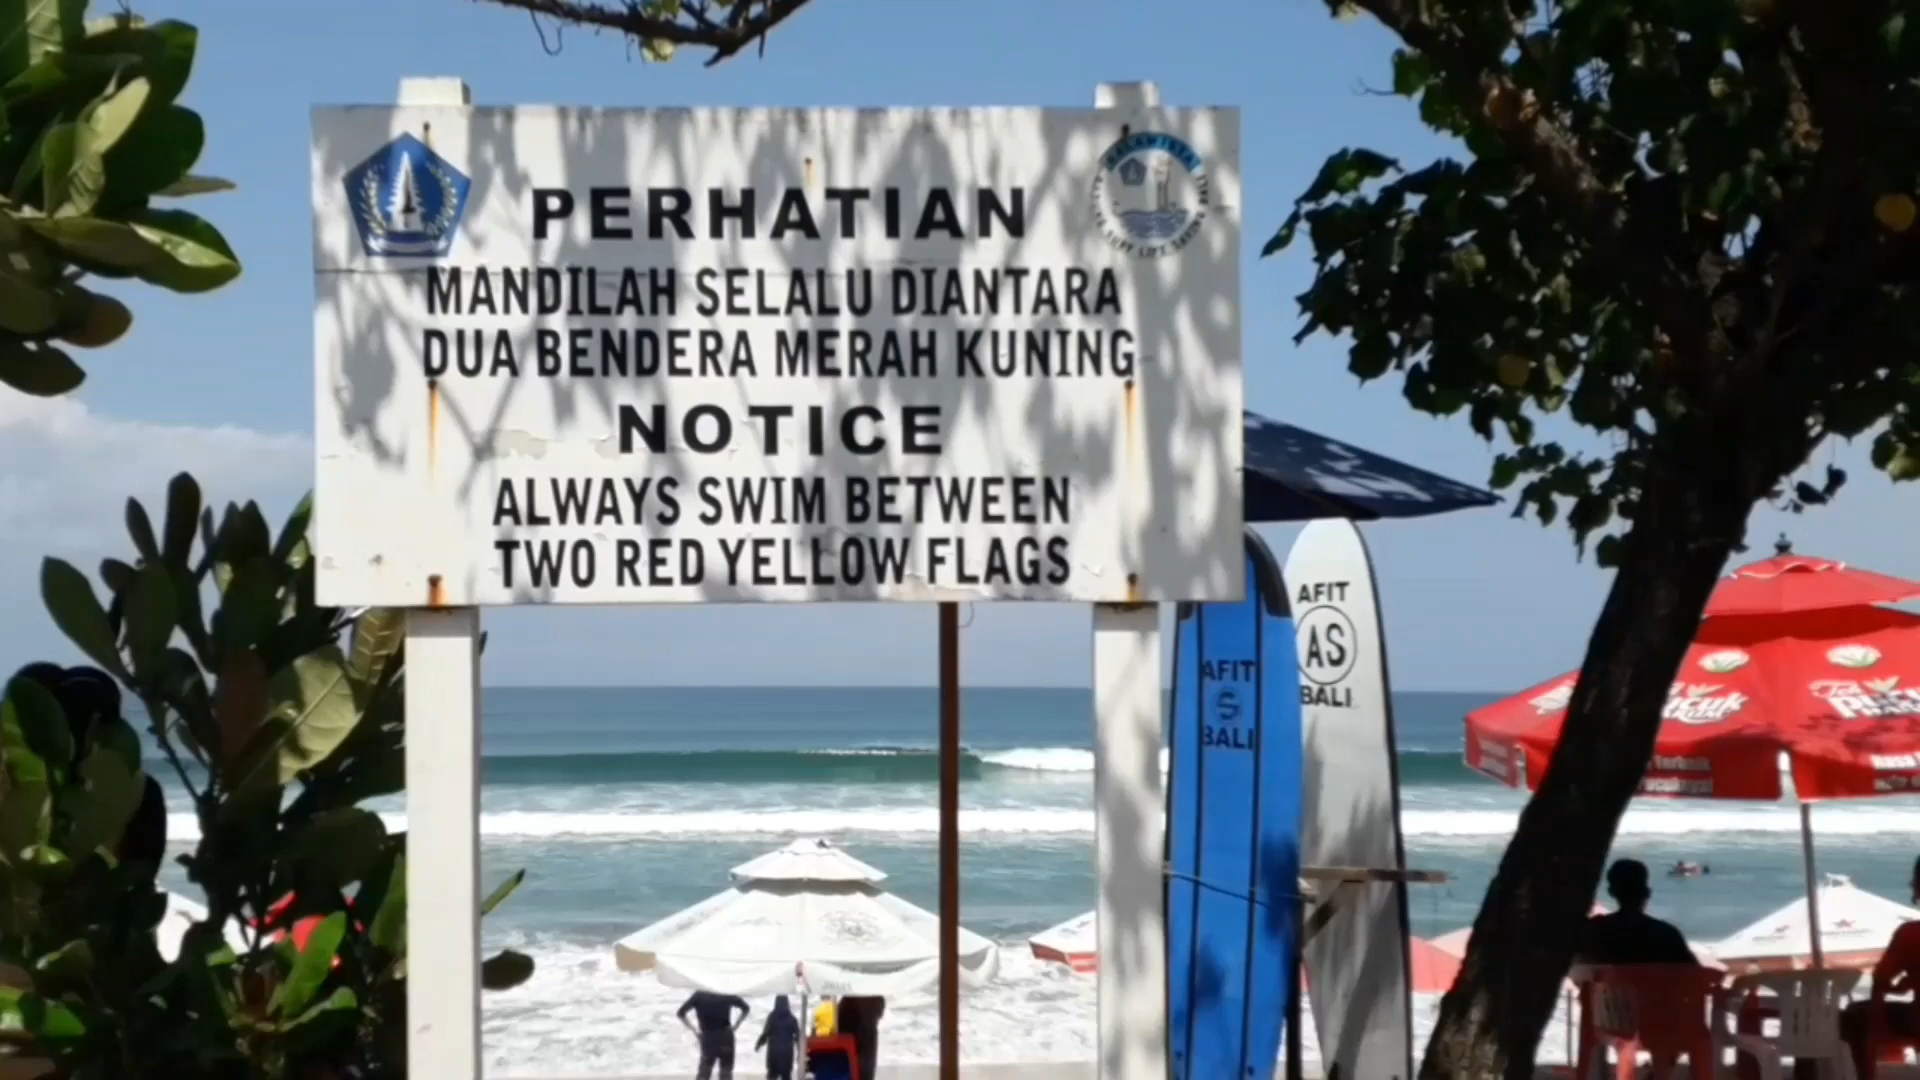 PERHATIAN
MANDILAH SELALU DIANTARA
DUA BENDERA MERAH KUNING
NOTICE
ALWAYS SWIM BETWEEN
TWO RED YELLOW FLAGS
BALAWISTA
AFIT
AS
BALI
AFIT
S
BALI